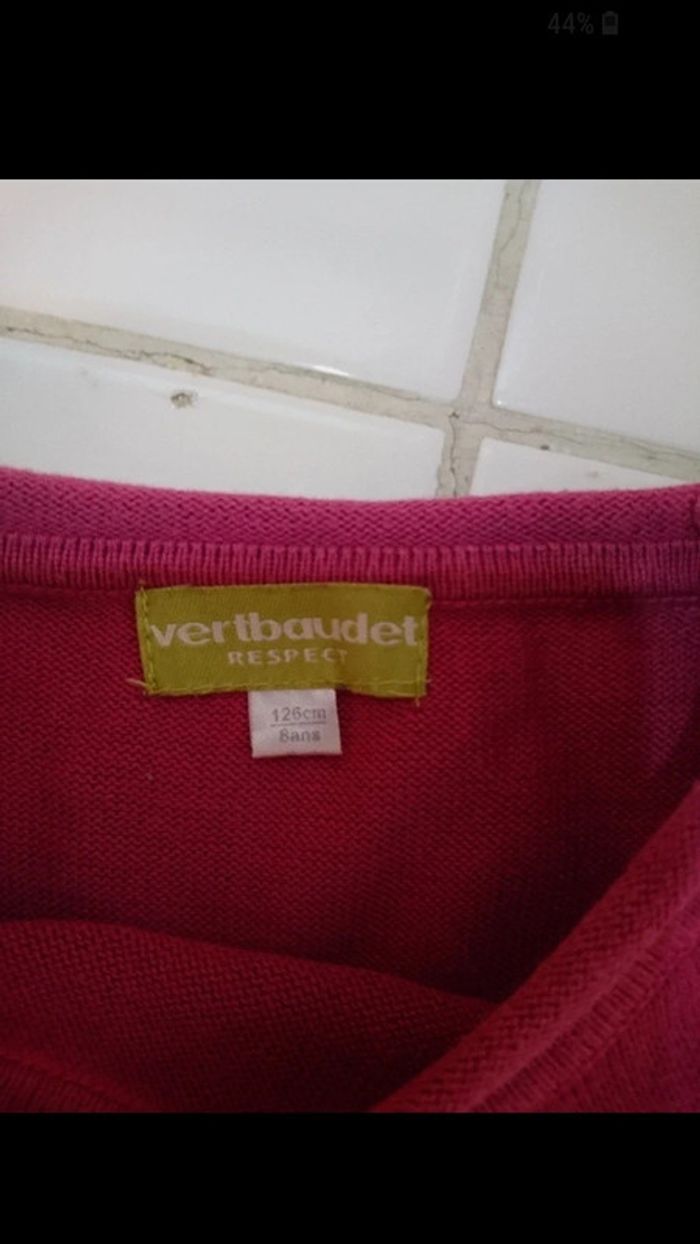 44%
vertbaudet
RESPECT
126cm
8ans